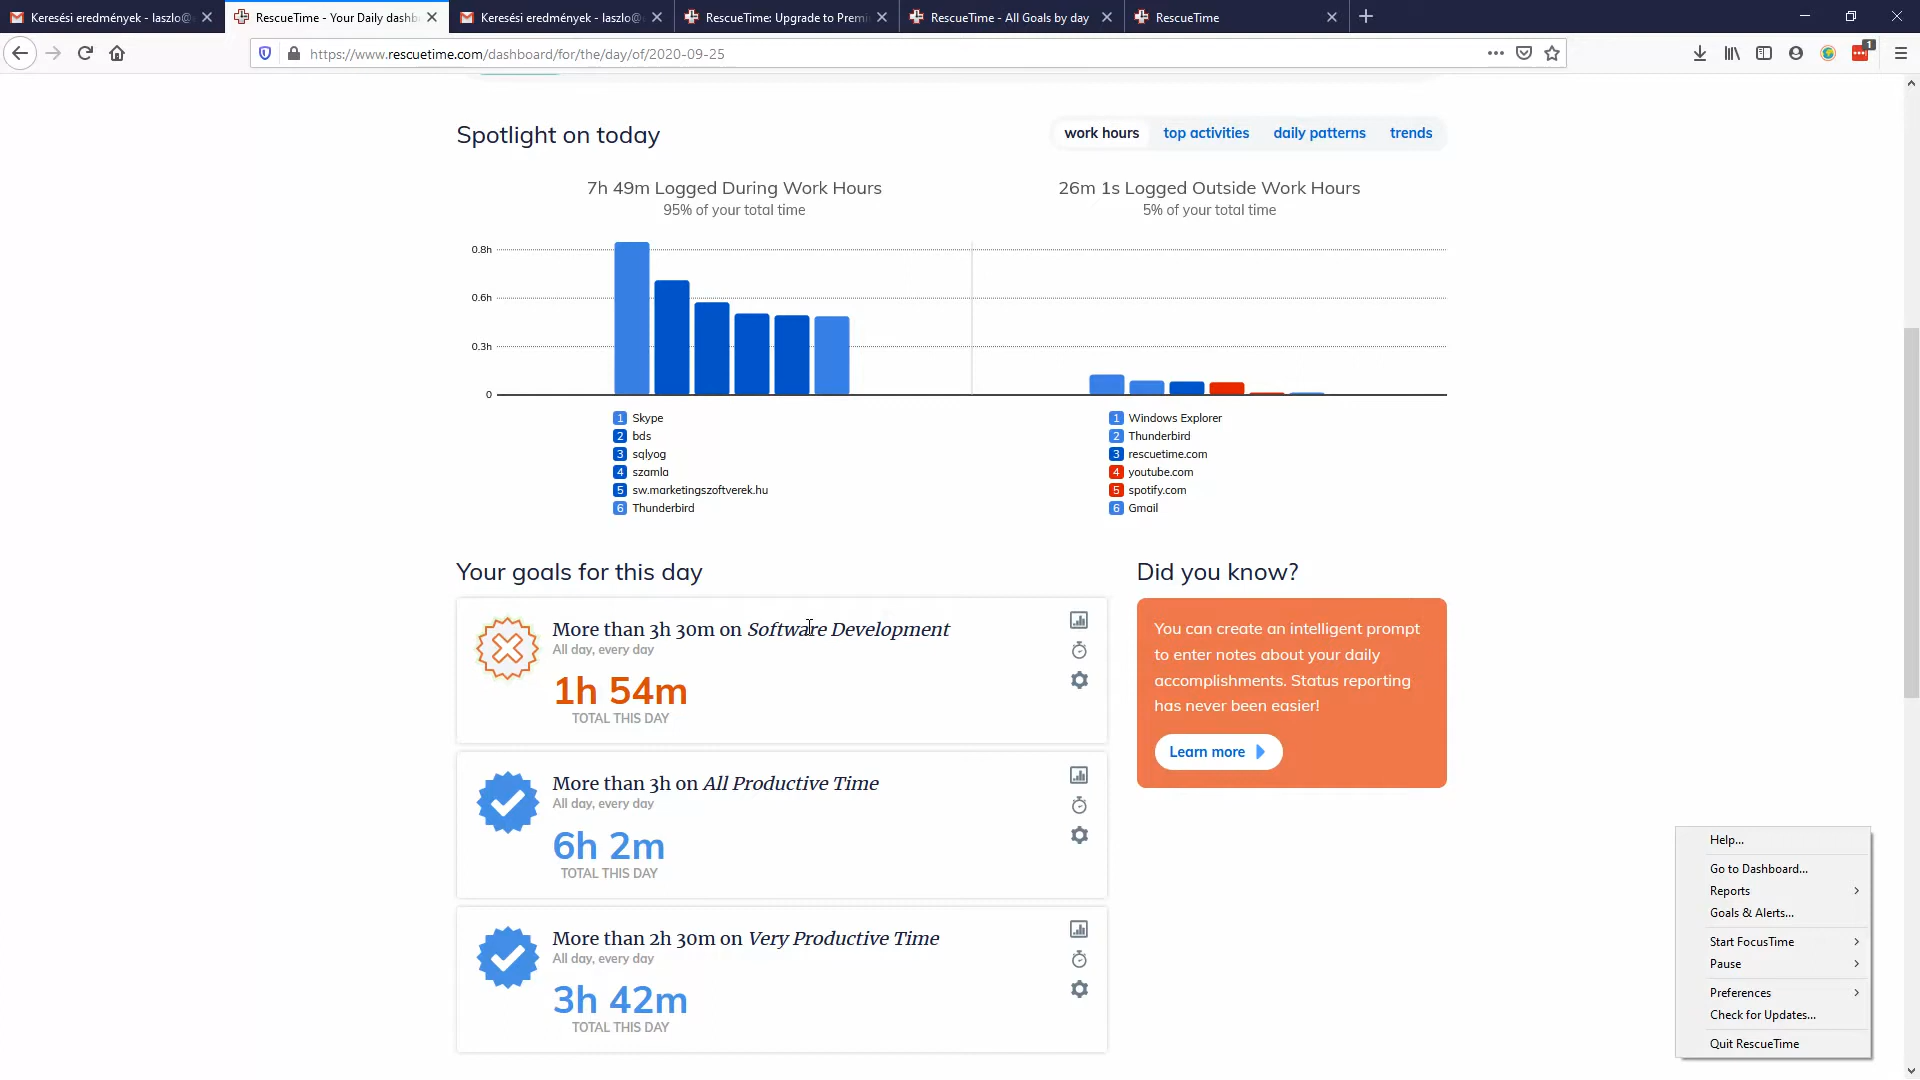 Keresési eredmények - laszlo@
RescueTime - Your Daily dashb
Keresési eredmények - laszlo@
RescueTime: Upgrade to Premi
RescueTime - All Goals by day
RescueTime
https://www.rescuetime.com/dashboard/for/the/day/of/2020-09-25
1
Spotlight on today
work hours
top activities
daily patterns
trends
7h 49m Logged During Work Hours
95% of your total time
26m 1s Logged Outside Work Hours
5% of your total time
0.8h
0.6h
0.3h
0
1 Skype
2 bds
3 sqlyog
4 szamla
5 sw.marketingszoftverek.hu
6 Thunderbird
1 Windows Explorer
2 Thunderbird
3 rescuetime.com
4 youtube.com
5 spotify.com
6 Gmail
Your goals for this day
More than 3h 30m on Software Development
All day, every day
1h 54m
TOTAL THIS DAY
More than 3h on All Productive Time
All day, every day
6h 2m
TOTAL THIS DAY
More than 2h 30m on Very Productive Time
All day, every day
3h 42m
TOTAL THIS DAY
Did you know?
You can create an intelligent prompt
to enter notes about your daily
accomplishments. Status reporting
has never been easier!
Learn more
Help...
Go to Dashboard...
Reports
Goals & Alerts...
Start FocusTime
Pause
Preferences
Check for Updates...
Quit RescueTime